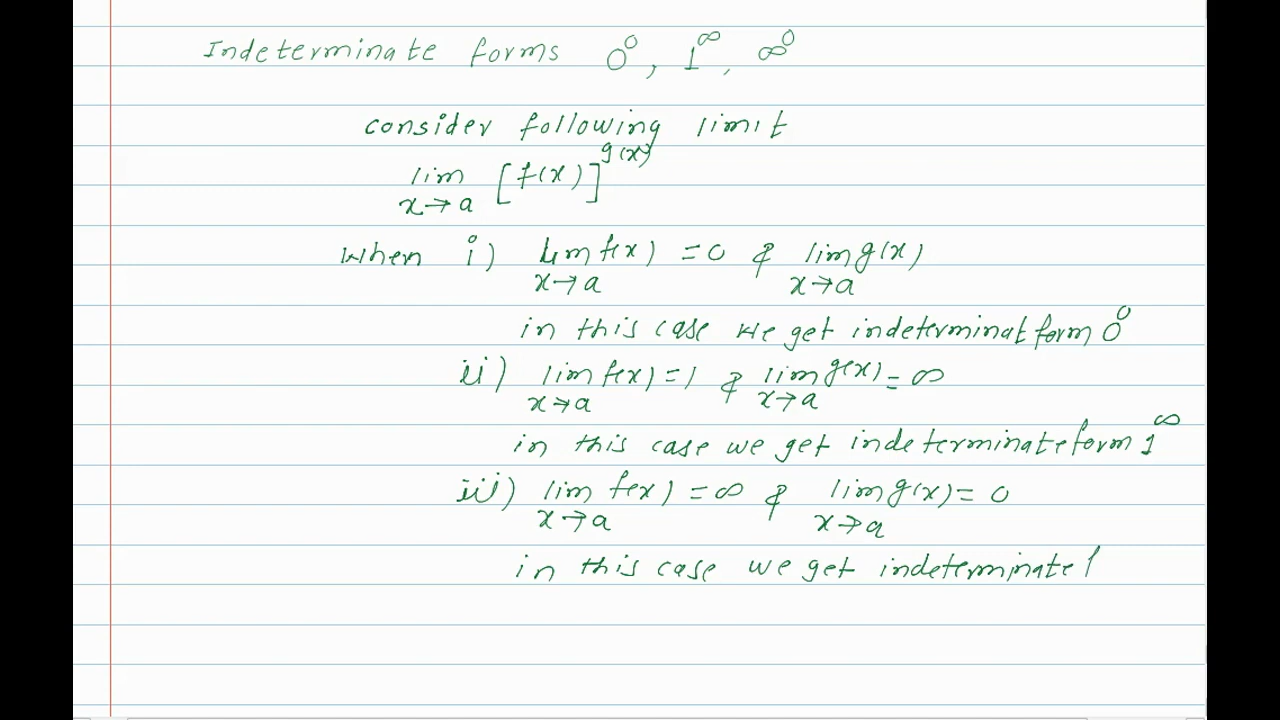 Indeterminate forms 0⁰, 1^∞, ∞⁰
consider following limit
lim x→a [f(x)]^g(x)
When i) lim x→a f(x) = 0 & lim x→a g(x)
in this case we get indeterminat form 0⁰
ii) lim x→a f(x) = 1 & lim x→a g(x) = ∞
in this case we get indeterminate form 1^∞
iii) lim x→a f(x) = ∞ & lim x→a g(x) = 0
in this case we get indeterminate